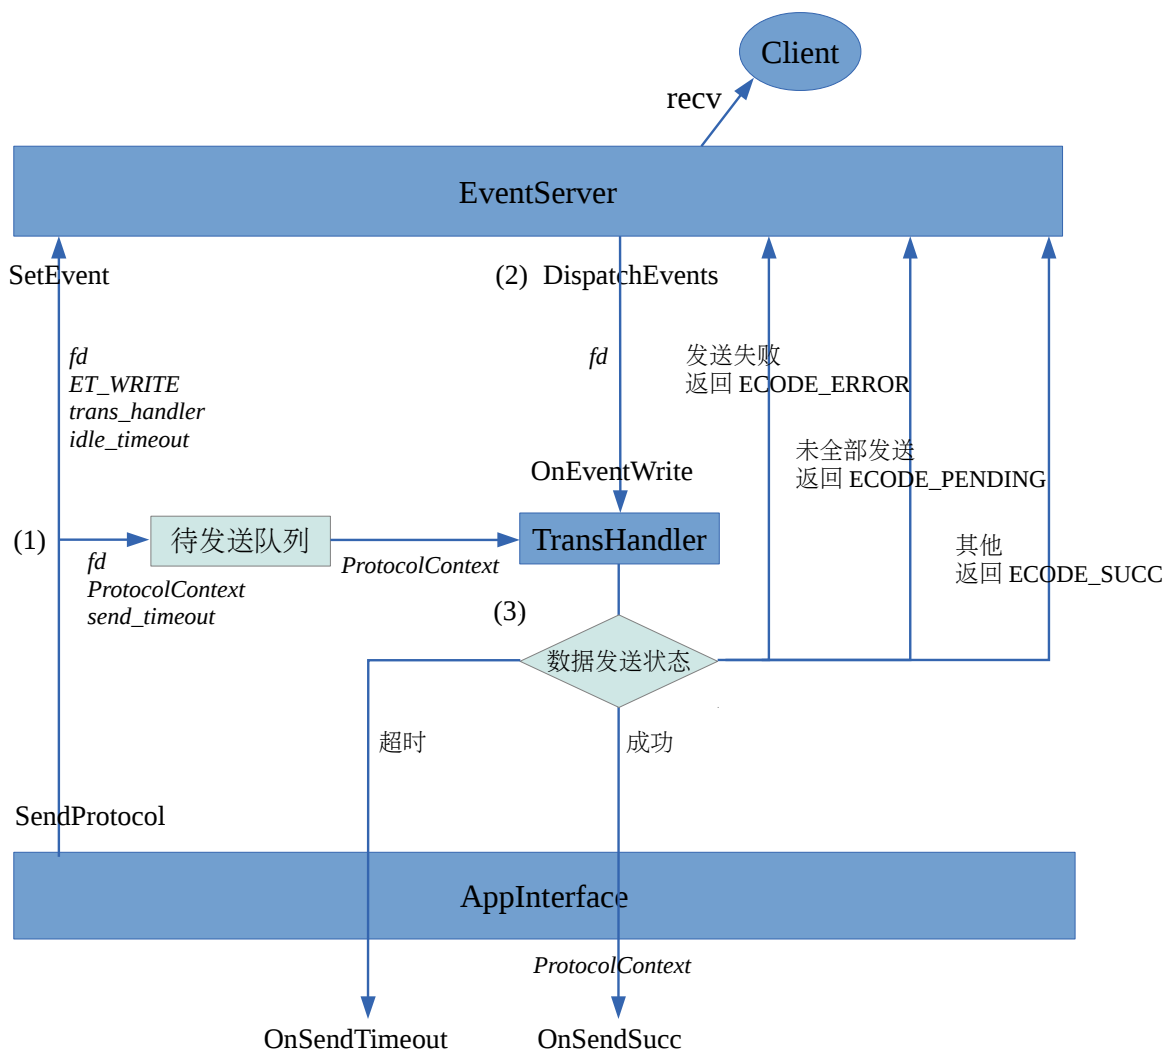 Client
recv
EventServer
SetEvent
(2) DispatchEvents
fd
ET_WRITE
trans_handler
idle_timeout
fd
发送失败
返回 ECODE_ERROR
未全部发送
返回 ECODE_PENDING
OnEventWrite
(1)
待发送队列
TransHandler
其他
返回 ECODE_SUCC
fd
ProtocolContext
send_timeout
ProtocolContext
(3)
数据发送状态
超时
成功
SendProtocol
AppInterface
ProtocolContext
OnSendTimeout
OnSendSucc